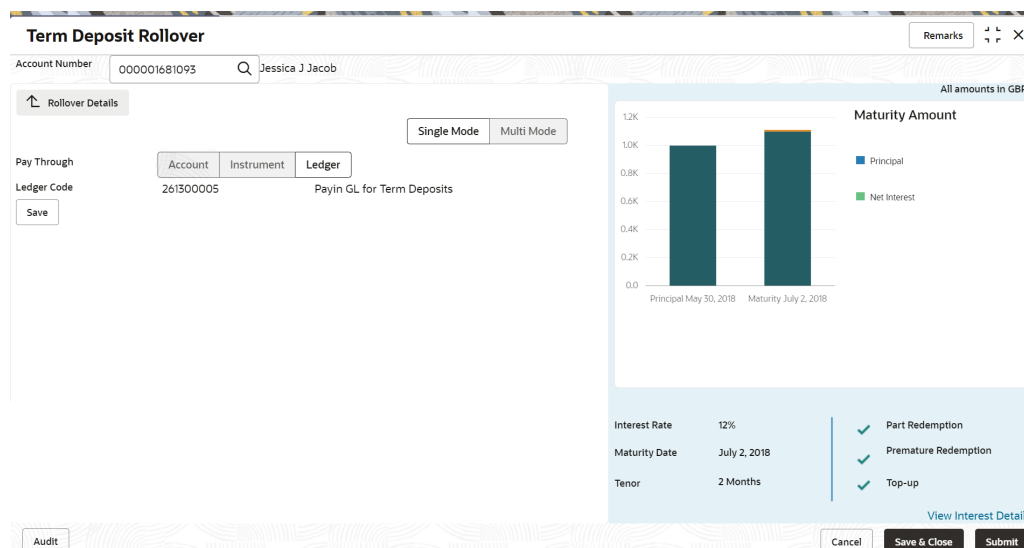 Term Deposit Rollover
Remarks
Account Number
000001681093
Jessica J Jacob
Rollover Details
Single Mode
Multi Mode
Pay Through
Account
Instrument
Ledger
Ledger Code
261300005
Payin GL for Term Deposits
Save
All amounts in GBP
Maturity Amount
1.2K
1.0K
0.8K
0.6K
0.4K
0.2K
0.0
Principal May 30, 2018
Maturity July 2, 2018
Principal
Net Interest
Interest Rate
12%
Maturity Date
July 2, 2018
Tenor
2 Months
Part Redemption
Premature Redemption
Top-up
View Interest Detai
Audit
Cancel
Save & Close
Submit